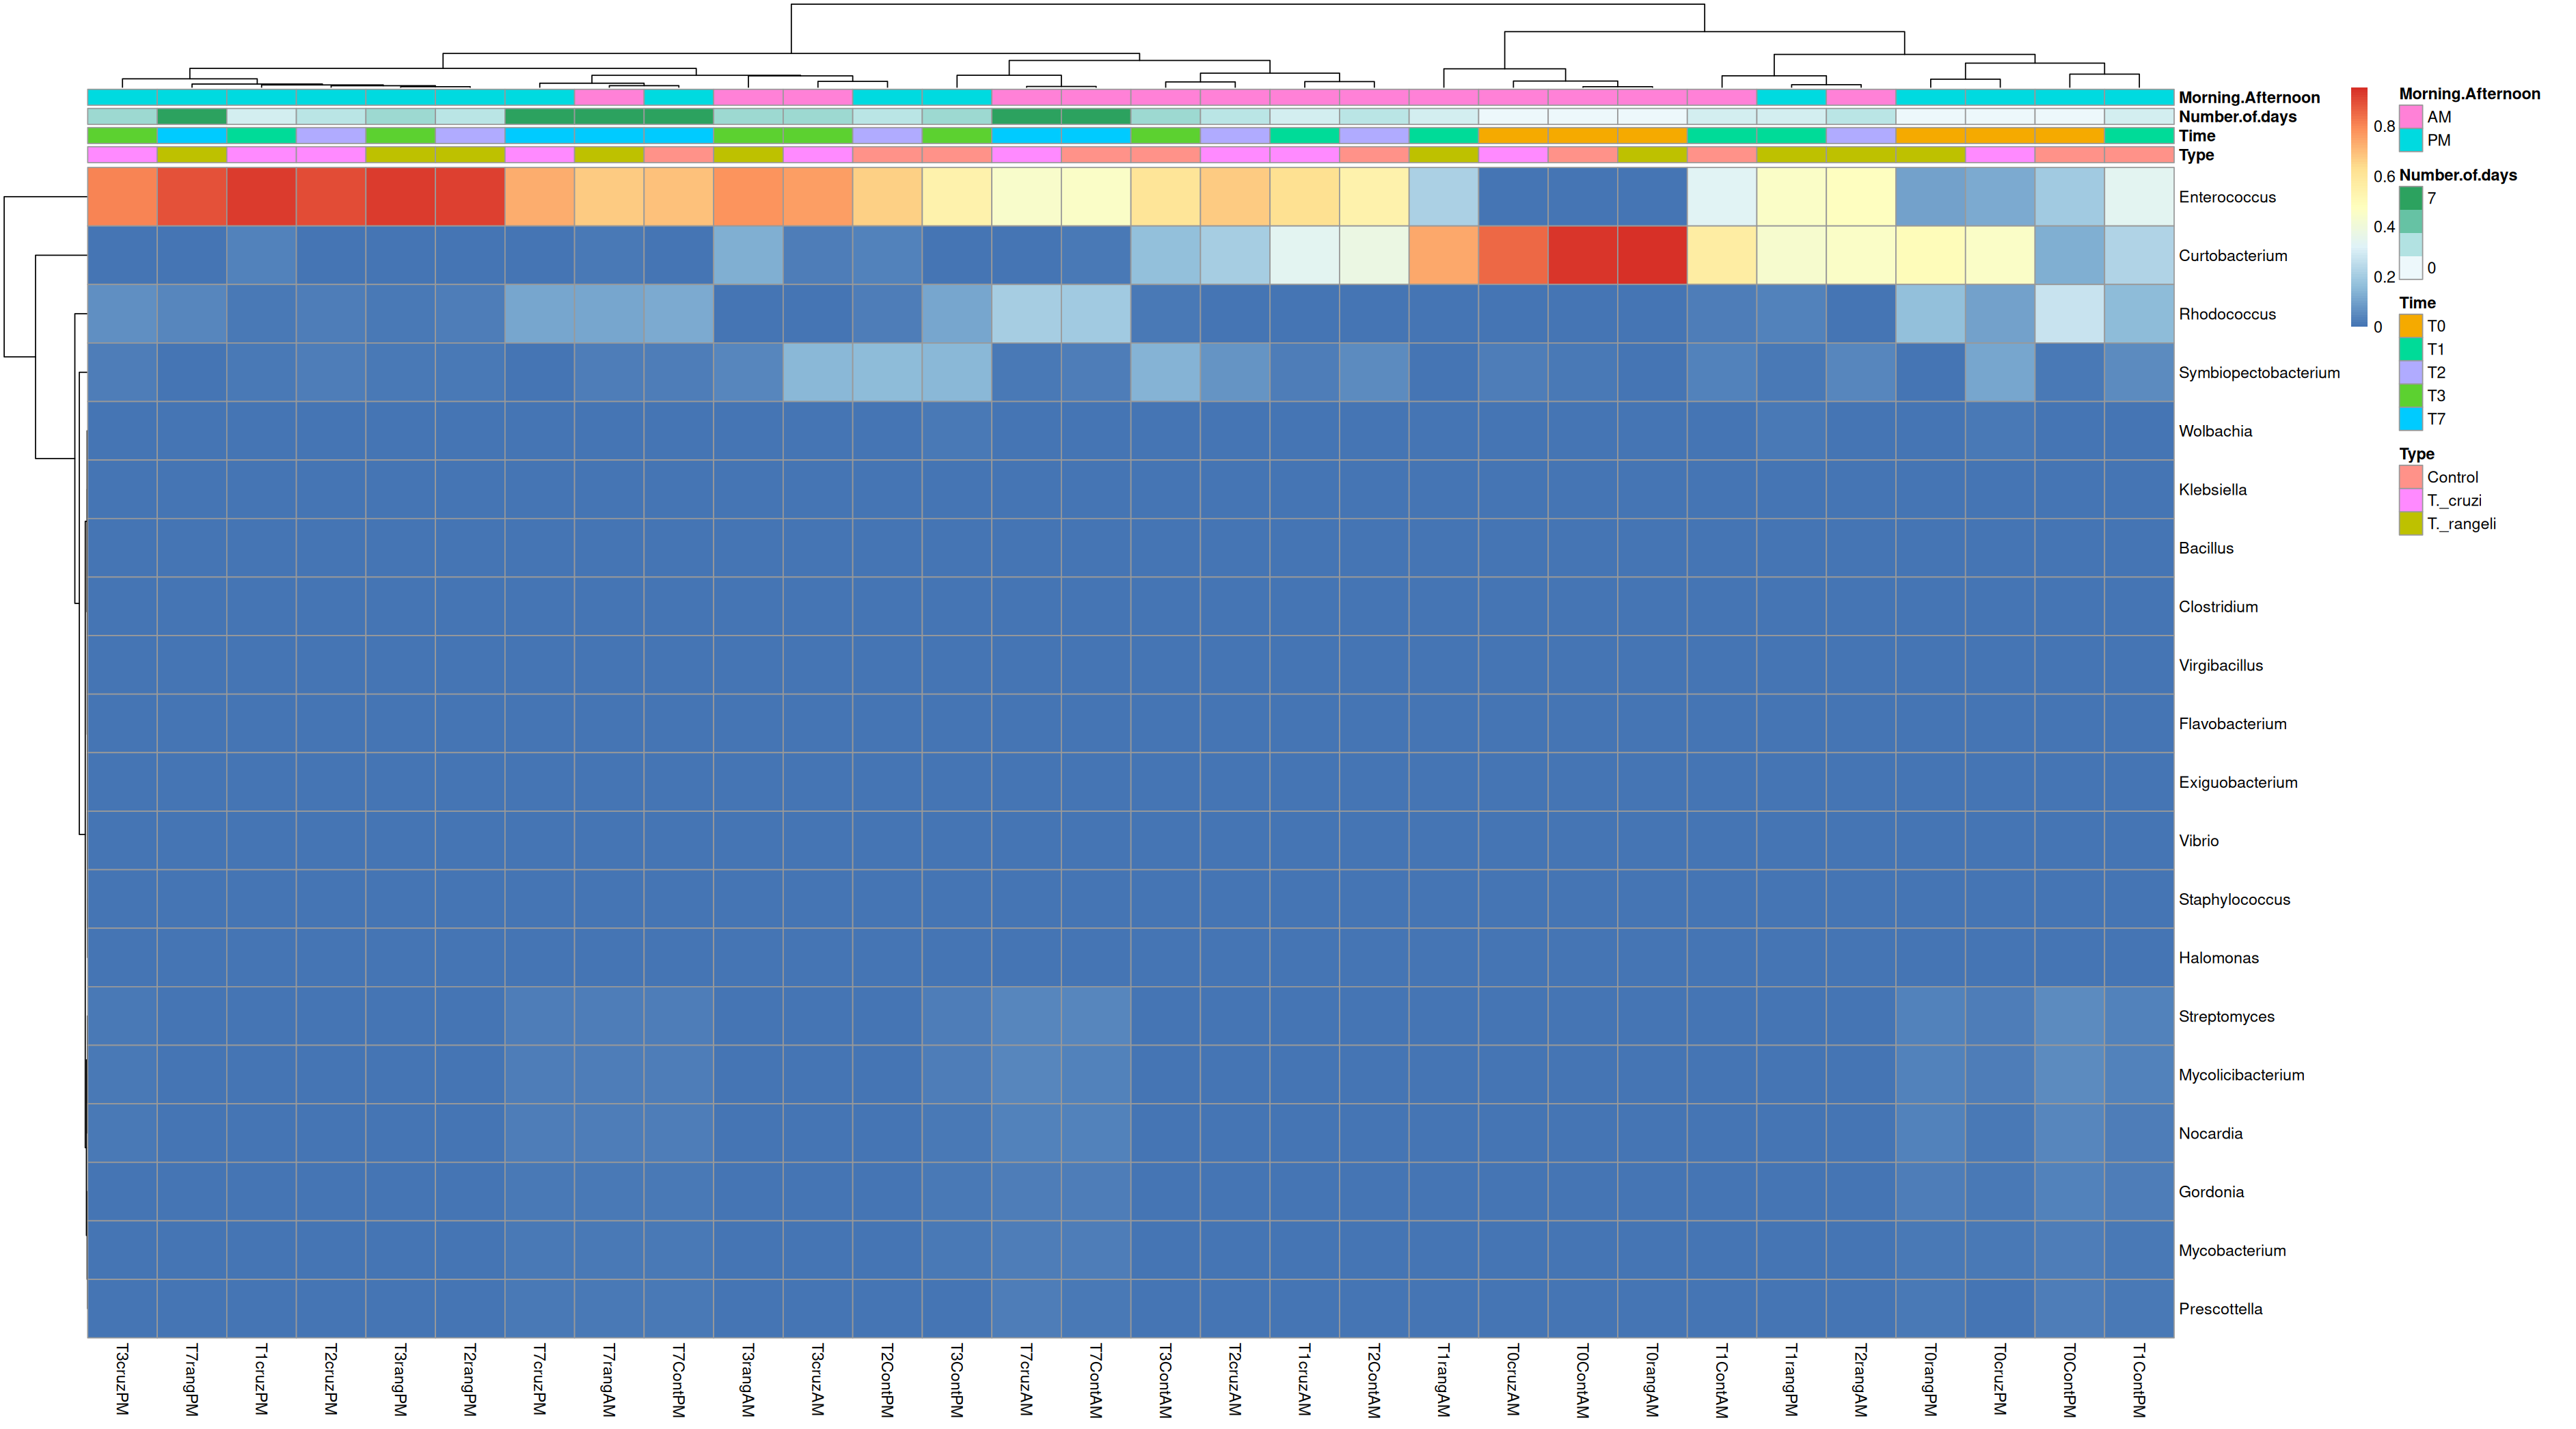 Morning.Afternoon
Number.of.days
Time
Type
Enterococcus
Curtobacterium
Rhodococcus
Symbiopectobacterium
Wolbachia
Klebsiella
Bacillus
Clostridium
Virgibacillus
Flavobacterium
Exiguobacterium
Vibrio
Staphylococcus
Halomonas
Streptomyces
Mycolicibacterium
Nocardia
Gordonia
Mycobacterium
Prescottella
T3cruzPM
T7rangPM
T1cruzPM
T2cruzPM
T3rangPM
T2rangPM
T7cruzPM
T7rangAM
T7ContPM
T3rangAM
T3cruzAM
T2ContPM
T3ContPM
T7cruzAM
T7ContAM
T3ContAM
T2cruzAM
T1cruzAM
T2ContAM
T1rangAM
T0cruzAM
T0ContAM
T0rangAM
T1ContAM
T1rangPM
T2rangAM
T0rangPM
T0cruzPM
T0ContPM
T1ContPM
0.8
0.6
0.4
0.2
0
Morning.Afternoon
AM
PM
Number.of.days
7
0
Time
T0
T1
T2
T3
T7
Type
Control
T._cruzi
T._rangeli